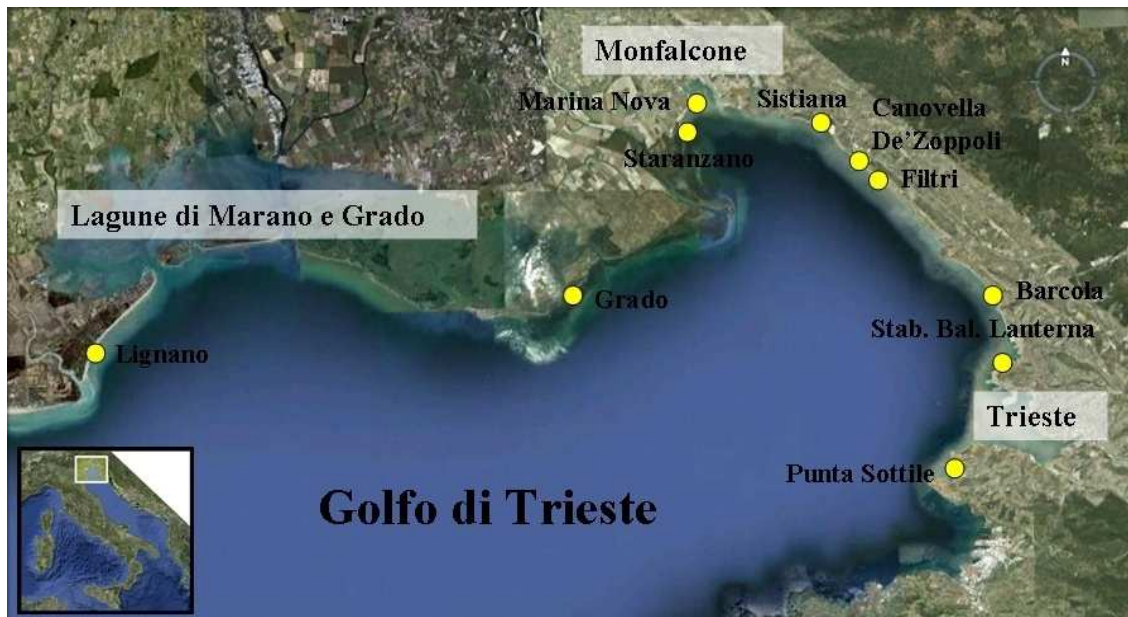 Monfalcone
N
Marina Nova
Sistiana
Canovella
De’Zoppoli
Staranzano
Filtri
Lagune di Marano e Grado
Grado
Barcola
Stab. Bal. Lanterna
Lignano
Trieste
Punta Sottile
Golfo di Trieste